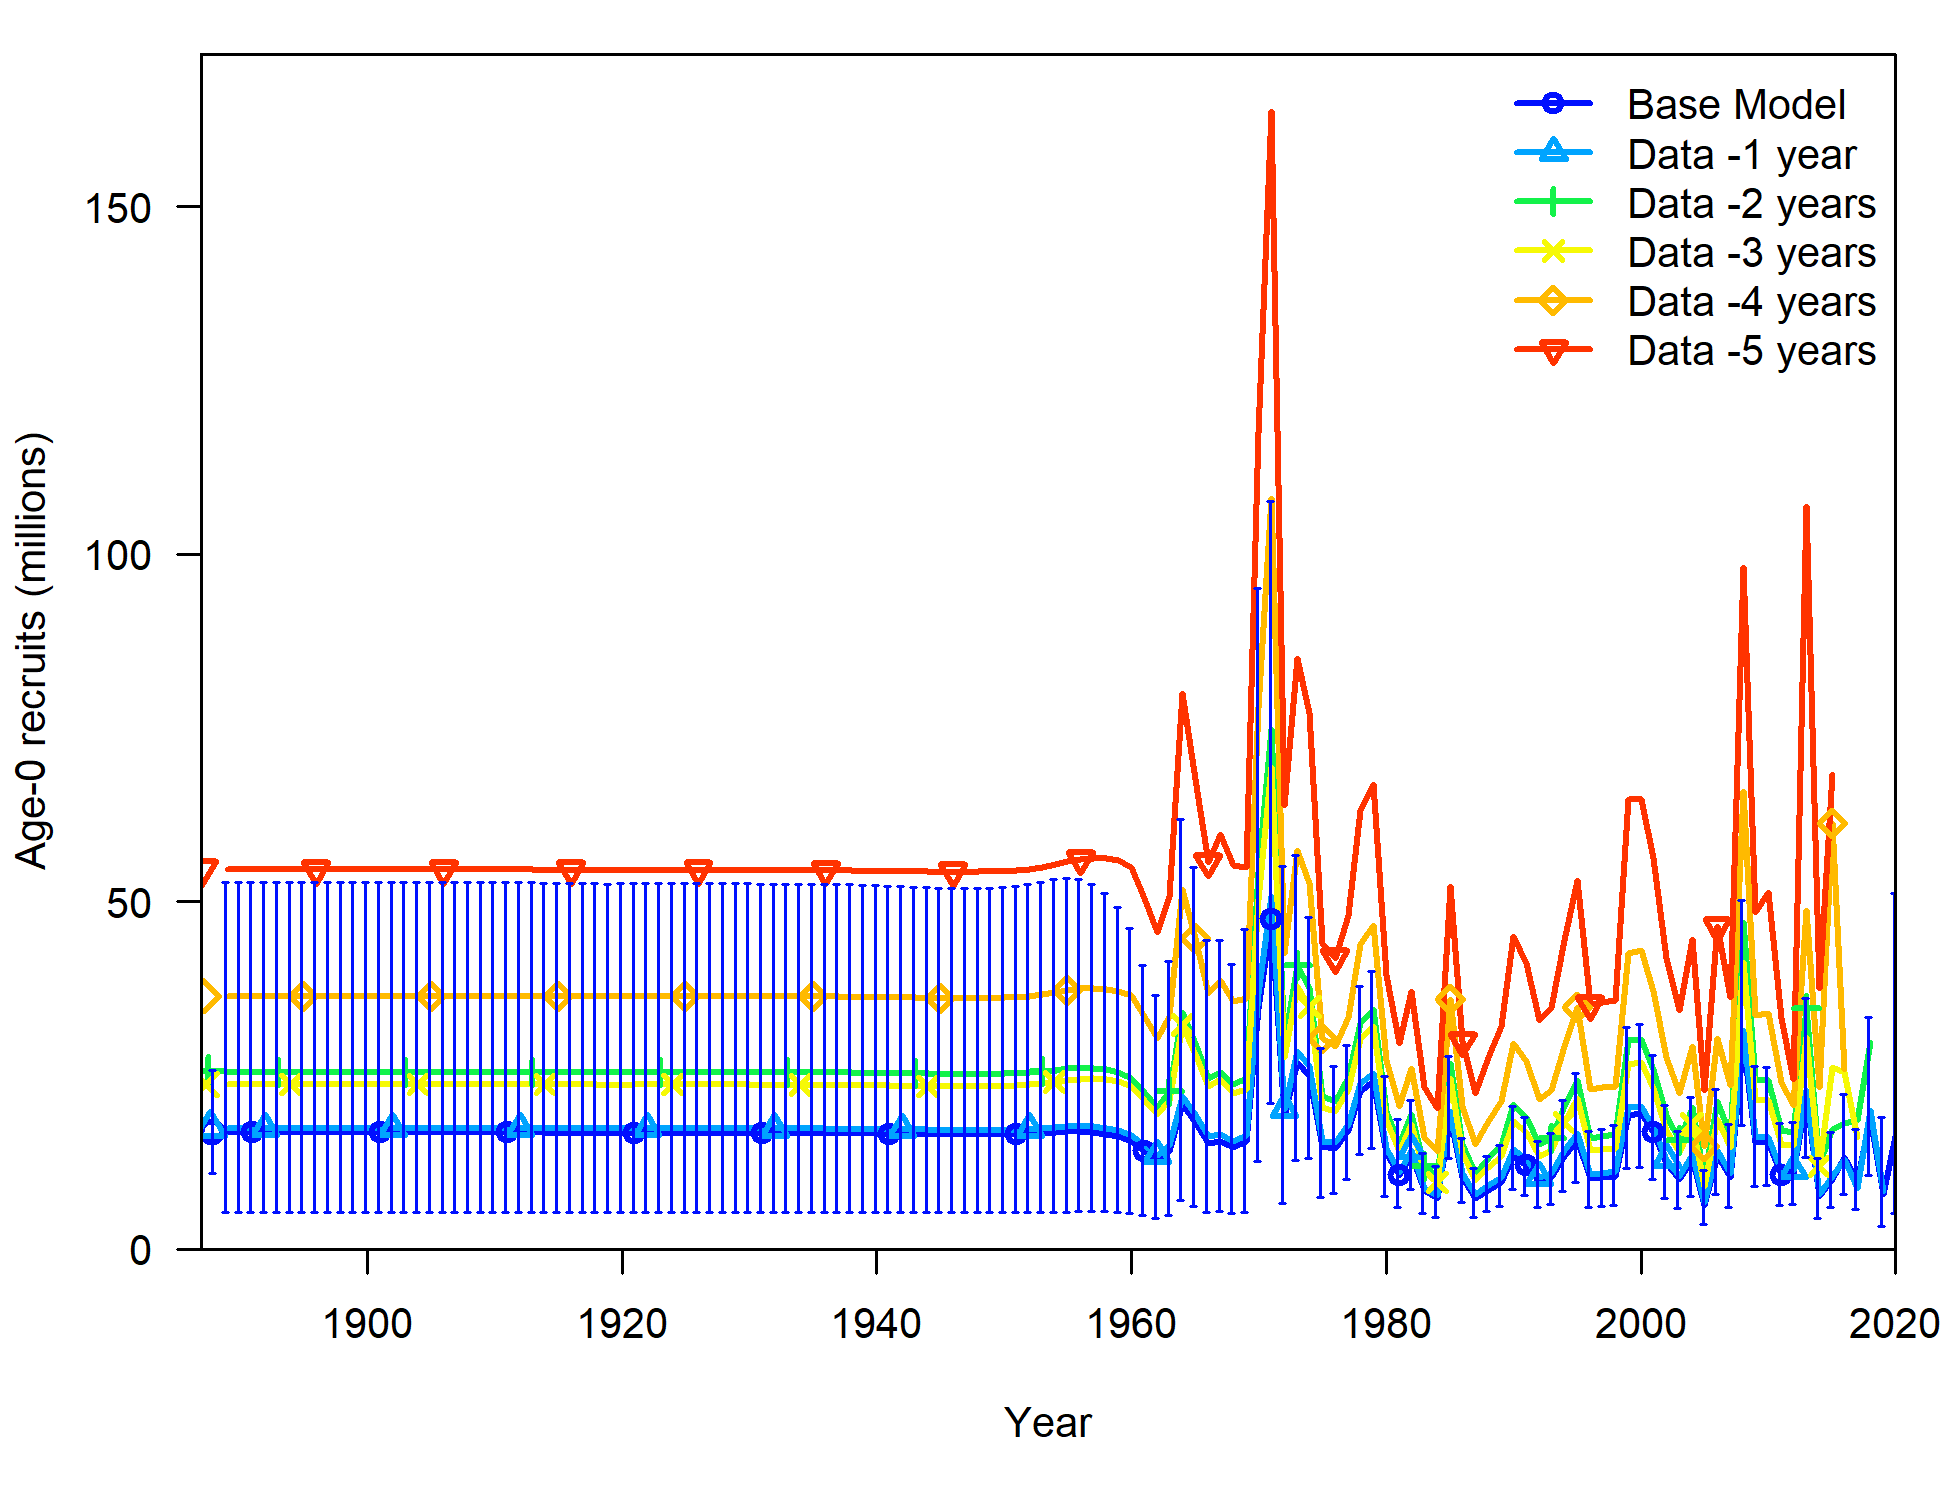 Base Model
Data -1 year
Data -2 years
Data -3 years
Data -4 years
Data -5 years
Age-0 recruits (millions)
150
100
50
0
1900 1920 1940 1960 1980 2000 2020
Year